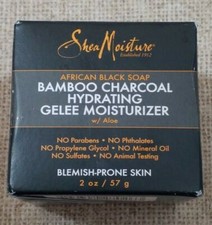 SheaMoisture
Established 1912
AFRICAN BLACK SOAP
BAMBOO CHARCOAL
HYDRATING
GELEE MOISTURIZER
w/ Aloe
NO Parabens • NO Phthalates
NO Propylene Glycol • NO Mineral Oil
NO Sulfates • NO Animal Testing
BLEMISH-PRONE SKIN
2 oz / 57 g